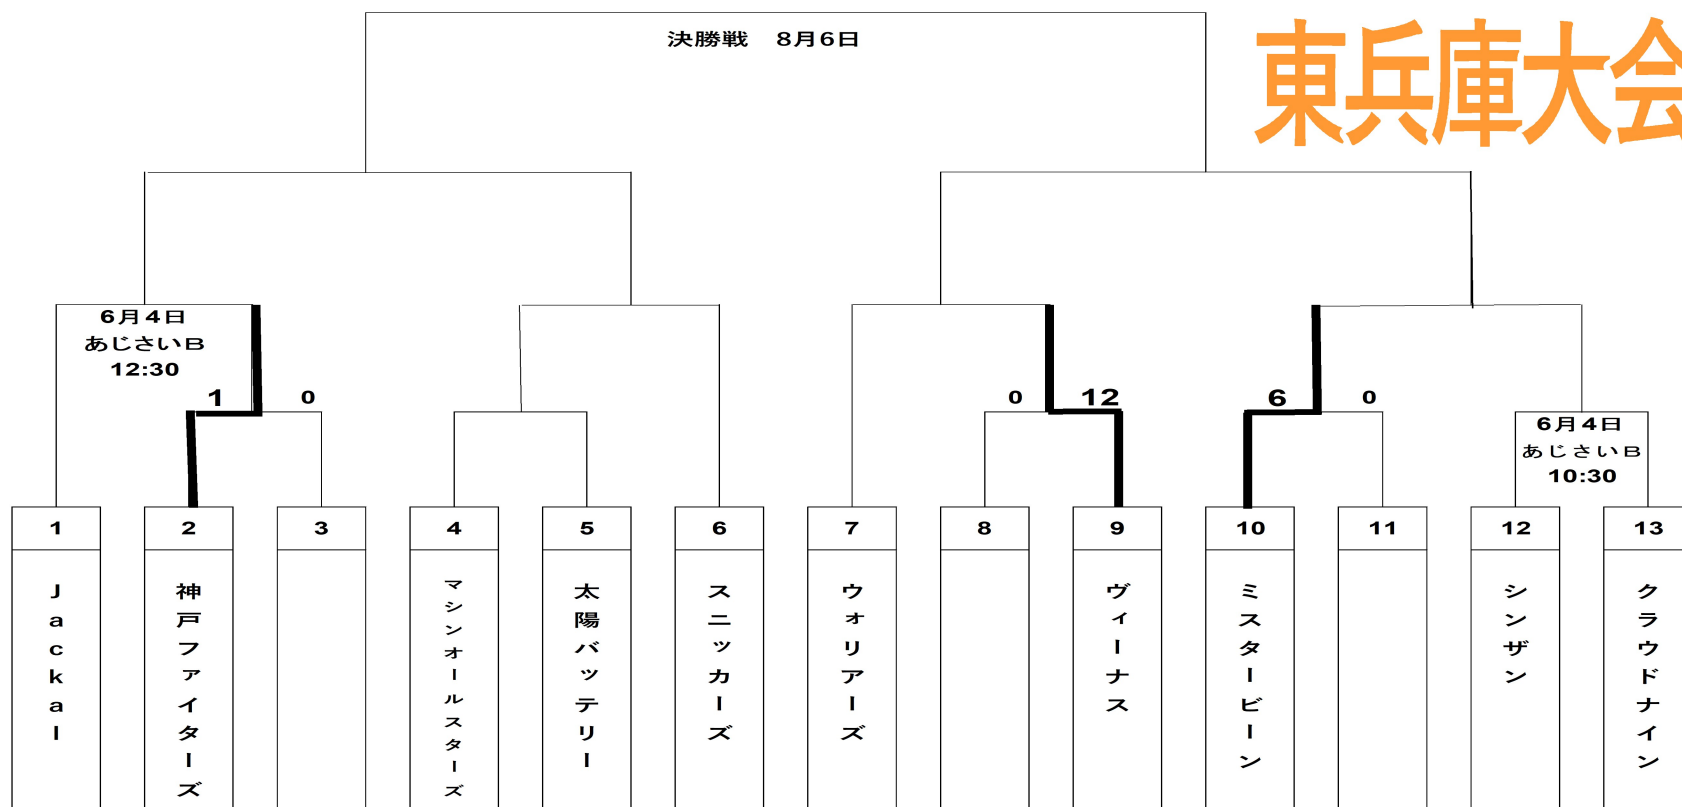 決勝戦 8月6日
東兵庫大会
6月4日
あじさいB
12:30
1
0
0
12
6
0
6月4日
あじさいB
10:30
1
2
3
4
5
6
7
8
9
10
11
12
13
Jackal
神戸ファイターズ
マシンオールスターズ
太陽バッテリー
スニッカーズ
ウォリアーズ
ヴィーナス
ミスタービーン
シンザン
クラウドナイン